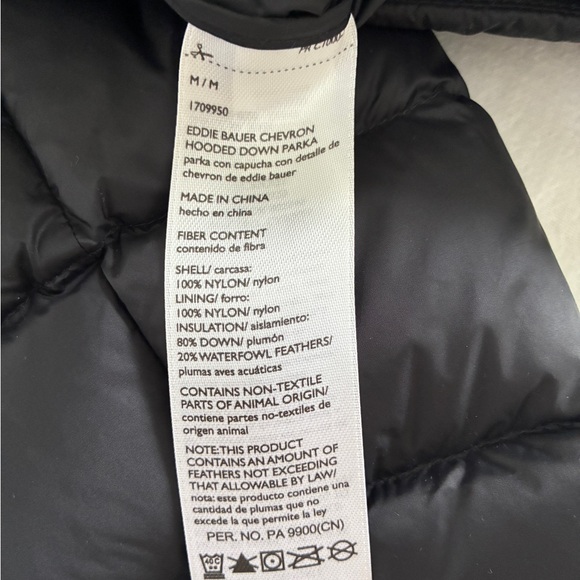 M / M
1709950
EDDIE BAUER CHEVRON
HOODED DOWN PARKA
parka con capucha con detalle de
chevron de eddie bauer
MADE IN CHINA
hecho en china
FIBER CONTENT
contenido de fibra
SHELL/ carcasa:
100% NYLON/ nylon
LINING/ forro:
100% NYLON/ nylon
INSULATION/ aislamiento:
80% DOWN/ plumón
20% WATERFOWL FEATHERS/
plumas aves acuáticas
CONTAINS NON-TEXTILE
PARTS OF ANIMAL ORIGIN/
contiene partes no-textiles de
origen animal
NOTE:THIS PRODUCT
CONTAINS AN AMOUNT OF
FEATHERS NOT EXCEEDING
THAT ALLOWABLE BY LAW/
nota: este producto contiene una
cantidad de plumas que no
excede la que permite la ley
PER. NO. PA 9900(CN)